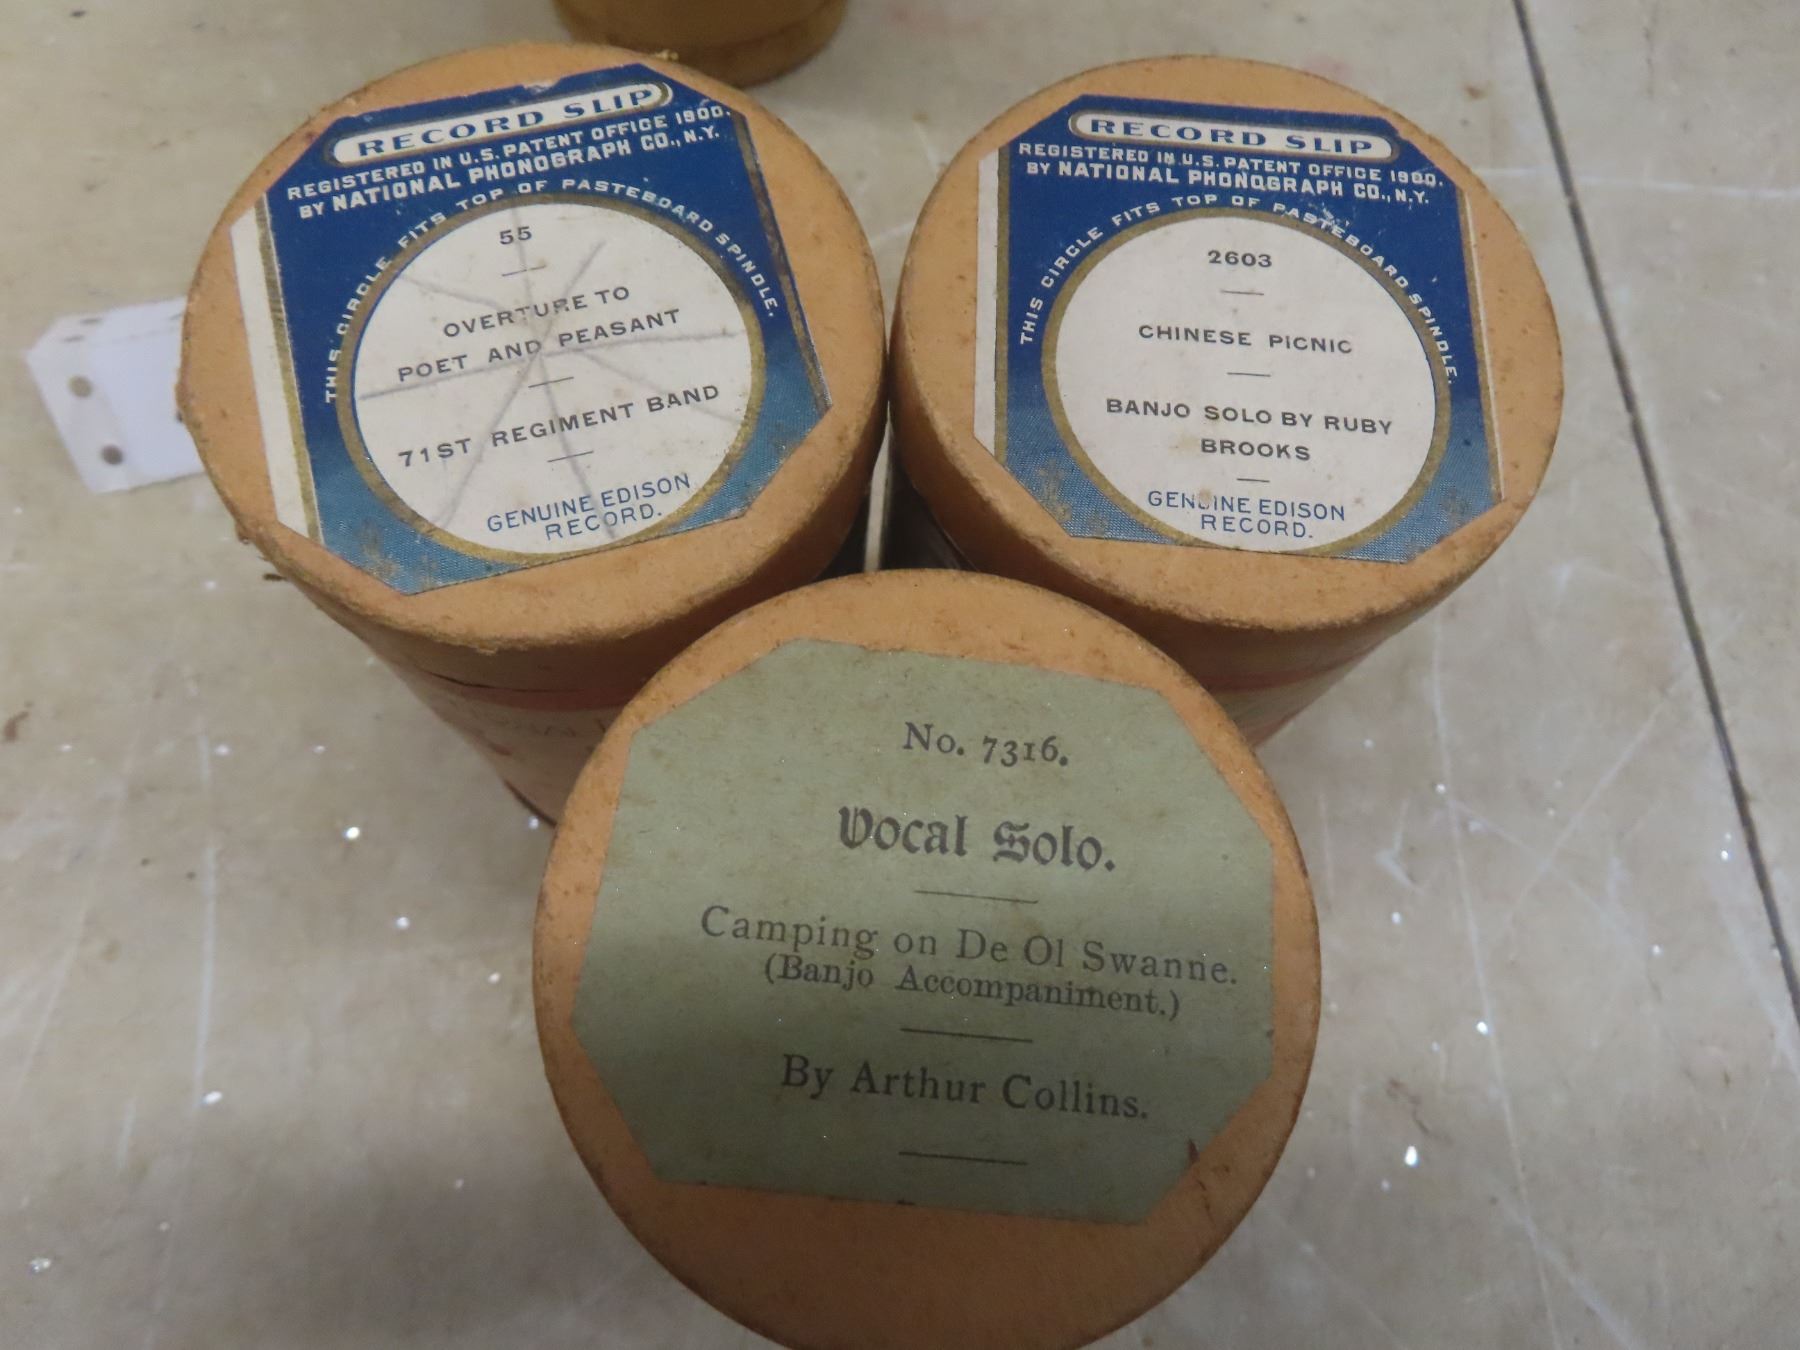 RECORD SLIP
REGISTERED IN U.S. PATENT OFFICE 1900.
BY NATIONAL PHONOGRAPH CO., N.Y.
THIS CIRCLE FITS TOP OF PASTEBOARD SPINDLE.
55
OVERTURE TO
POET AND PEASANT
71ST REGIMENT BAND
GENUINE EDISON
RECORD.
RECORD SLIP
REGISTERED IN U.S. PATENT OFFICE 1900.
BY NATIONAL PHONOGRAPH CO., N.Y.
THIS CIRCLE FITS TOP OF PASTEBOARD SPINDLE.
2603
CHINESE PICNIC
BANJO SOLO BY RUBY
BROOKS
GENUINE EDISON
RECORD.
No. 7316.
Vocal Solo.
Camping on De Ol Swanne.
(Banjo Accompaniment.)
By Arthur Collins.